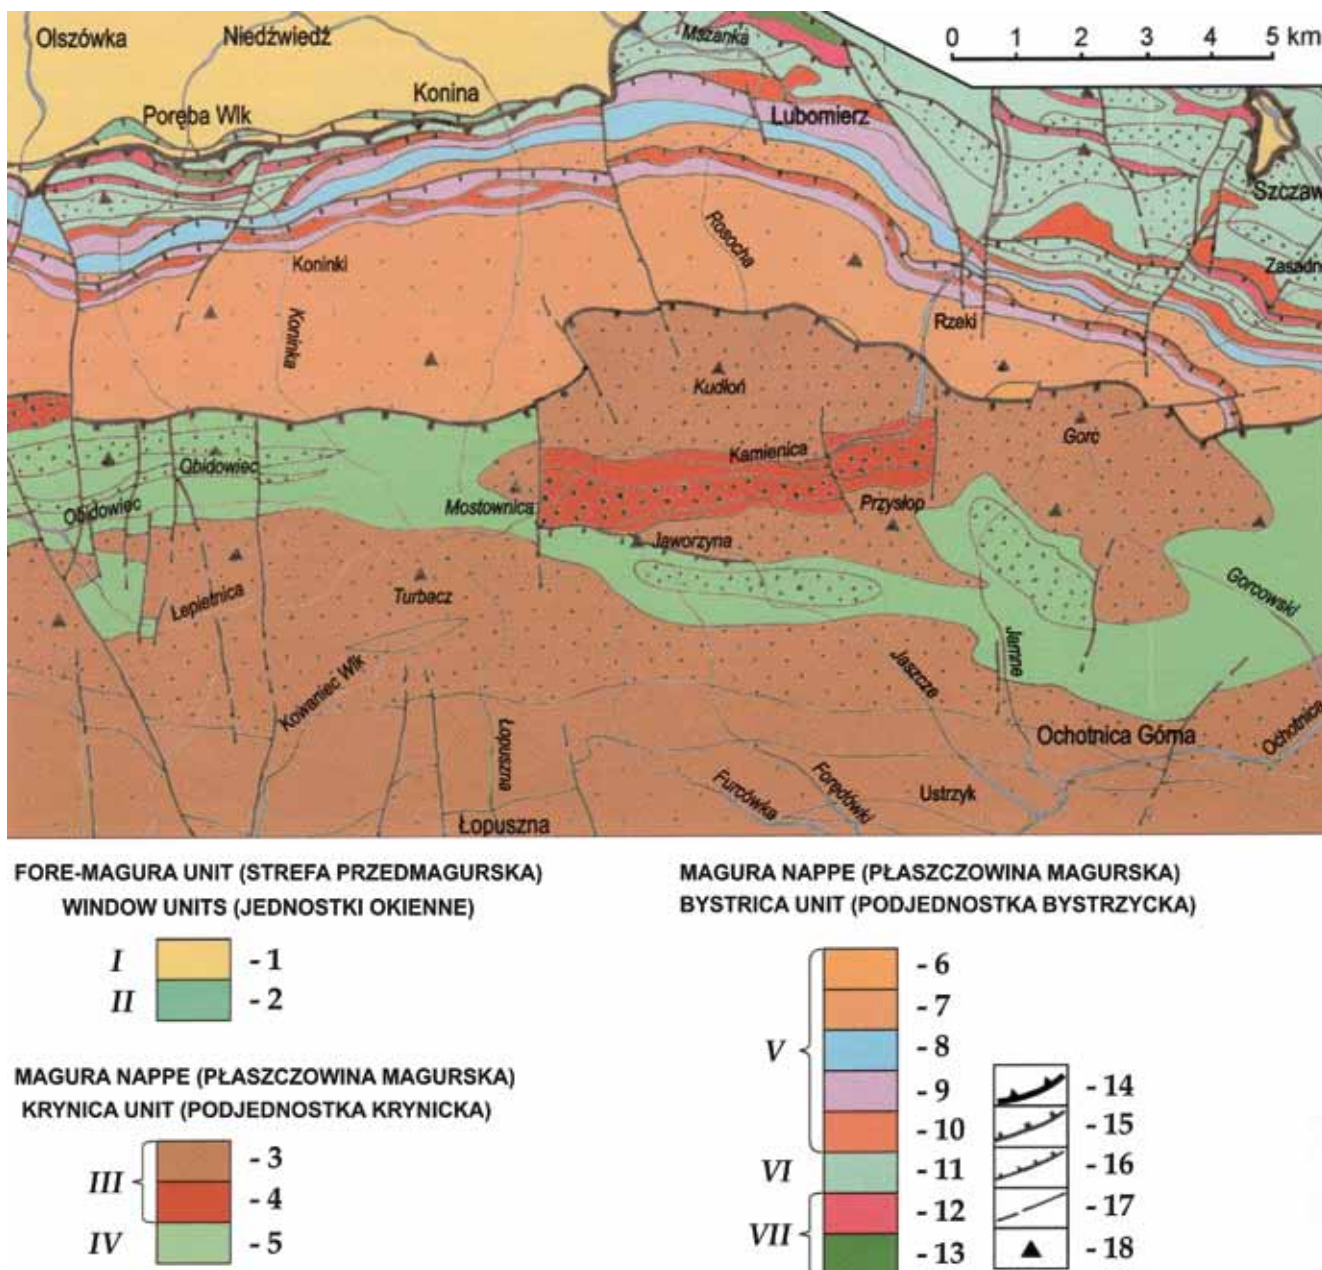 Olszówka
Niedźwiedź
Mszanka
0 1 2 3 4 5 km
Konina
Poręba Wlk
Lubomierz
Szczaw
Rosocha
Koninki
Zasadne
Koninka
Rzeki
Kudłoń
Gorc
Kamienica
Obidowiec
Mostownica
Przysłop
Obidowiec
Jaworzyna
Gorcowski
Łepietnica
Turbacz
Jamne
Jaszcze
Kowaniec Wlk
Ochotnica Górna
Ochotnica
Łopuszna
Forędówki
Furcówka
Ustrzyk
Łopuszna
FORE-MAGURA UNIT (STREFA PRZEDMAGURSKA)
WINDOW UNITS (JEDNOSTKI OKIENNE)
I - 1
II - 2
MAGURA NAPPE (PŁASZCZOWINA MAGURSKA)
KRYNICA UNIT (PODJEDNOSTKA KRYNICKA)
III - 3
- 4
IV - 5
MAGURA NAPPE (PŁASZCZOWINA MAGURSKA)
BYSTRICA UNIT (PODJEDNOSTKA BYSTRZYCKA)
- 6
- 7
V - 8
- 9
- 10
VI - 11
VII - 12
- 13
- 14
- 15
- 16
- 17
- 18